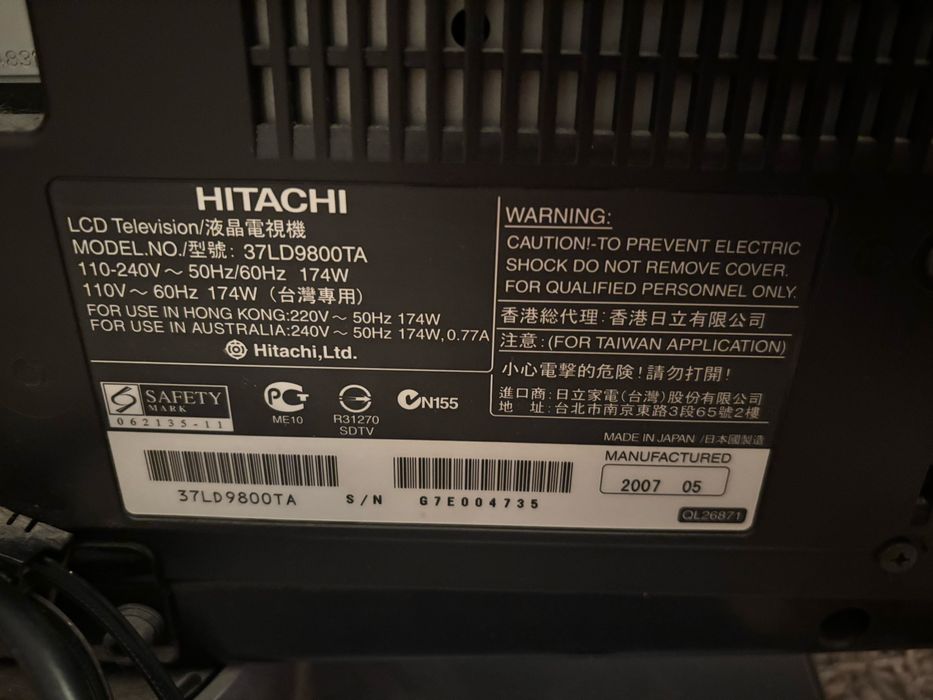 HITACHI
LCD Television/液晶電視機
MODEL.NO./型號: 37LD9800TA
110-240V～ 50Hz/60Hz 174W
110V～ 60Hz 174W (台灣專用)
FOR USE IN HONG KONG:220V～ 50Hz 174W
FOR USE IN AUSTRALIA:240V～ 50Hz 174W, 0.77A
Hitachi,Ltd.
SAFETY
MARK
062135-11
ME10
R31270
SDTV
N155
WARNING:
CAUTION!-TO PREVENT ELECTRIC
SHOCK DO NOT REMOVE COVER.
FOR QUALIFIED PERSONNEL ONLY.
香港総代理:香港日立有限公司
注意:(FOR TAIWAN APPLICATION)
小心電撃的危険!請勿打開!
進口商:日立家電(台灣)股份有限公司
地 址:台北市南京東路3段65號2樓
MADE IN JAPAN /日本國製造
MANUFACTURED
2007 05
37LD9800TA S/N G7E004735
QL26871